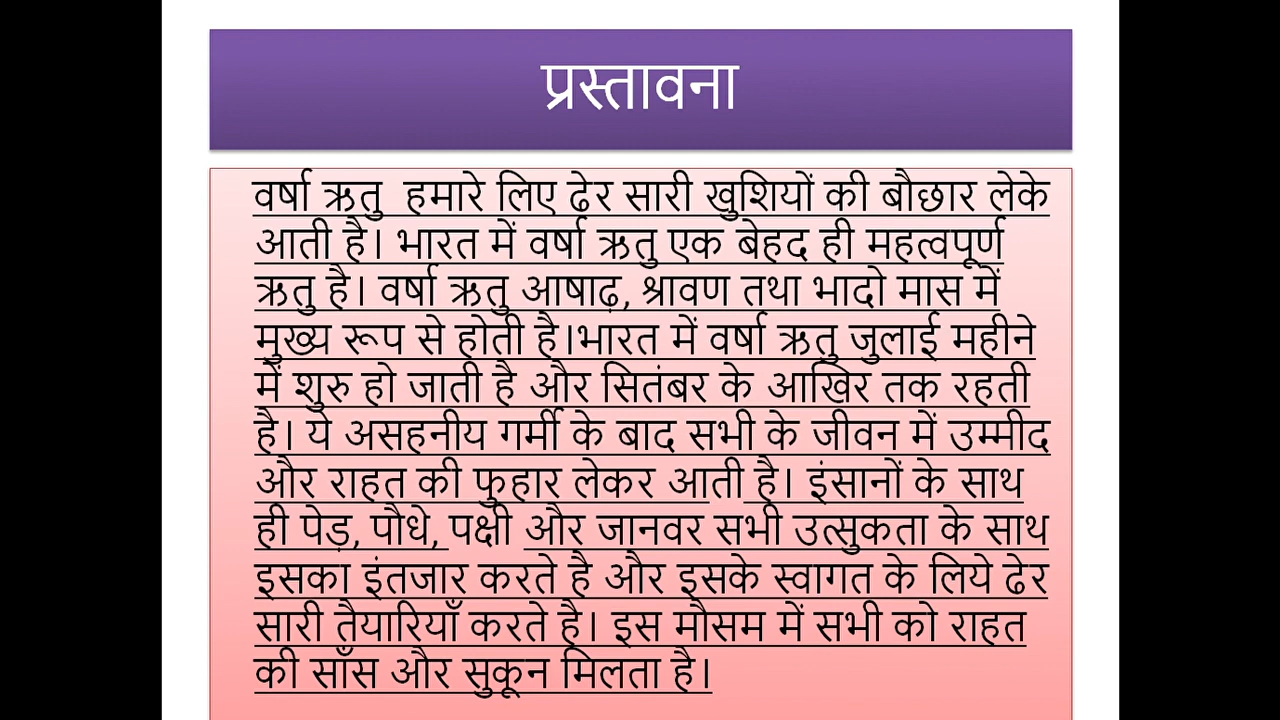 प्रस्तावना
वर्षा ऋतु हमारे लिए ढेर सारी खुशियों की बौछार लेके
आती है। भारत में वर्षा ऋतु एक बेहद ही महत्वपूर्ण
ऋतु है। वर्षा ऋतु आषाढ़, श्रावण तथा भादो मास में
मुख्य रूप से होती है।भारत में वर्षा ऋतु जुलाई महीने
में शुरु हो जाती है और सितंबर के आखिर तक रहती
है। ये असहनीय गर्मी के बाद सभी के जीवन में उम्मीद
और राहत की फुहार लेकर आती है। इंसानों के साथ
ही पेड़, पौधे, पक्षी और जानवर सभी उत्सुकता के साथ
इसका इंतजार करते है और इसके स्वागत के लिये ढेर
सारी तैयारियाँ करते है। इस मौसम में सभी को राहत
की साँस और सुकून मिलता है।